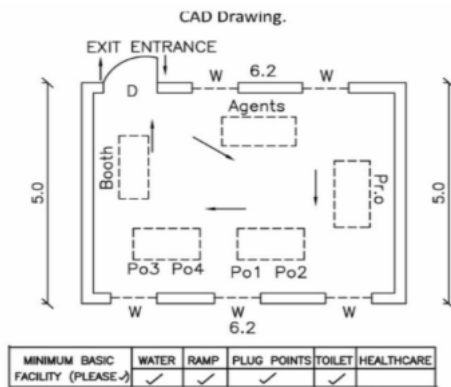 CAD Drawing.
EXIT ENTRANCE
W 6.2 W
D
Agents
Booth
Pr.o
5.0
5.0
Po3 Po4 Po1 Po2
W W W
6.2
MINIMUM BASIC FACILITY (PLEASE ✓) WATER RAMP PLUG POINTS TOILET HEALTHCARE
✓ ✓ ✓ ✓